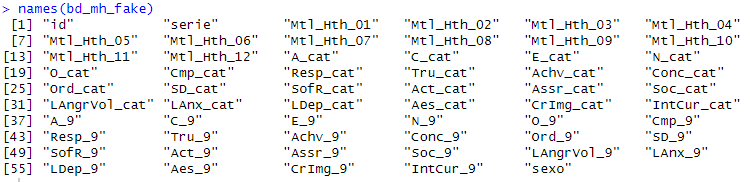 > names(bd_mh_fake)
 [1] "id"           "serie"        "Mtl_Hth_01"   "Mtl_Hth_02"   "Mtl_Hth_03"   "Mtl_Hth_04"
 [7] "Mtl_Hth_05"   "Mtl_Hth_06"   "Mtl_Hth_07"   "Mtl_Hth_08"   "Mtl_Hth_09"   "Mtl_Hth_10"
[13] "Mtl_Hth_11"   "Mtl_Hth_12"   "A_cat"        "C_cat"        "E_cat"        "N_cat"
[19] "O_cat"        "Cmp_cat"      "Resp_cat"     "Tru_cat"      "Achv_cat"     "Conc_cat"
[25] "Ord_cat"      "SD_cat"       "SofR_cat"     "Act_cat"      "Assr_cat"     "Soc_cat"
[31] "LAngrVol_cat" "LAnx_cat"     "LDep_cat"     "Aes_cat"      "CrImg_cat"    "IntCur_cat"
[37] "A_9"          "C_9"          "E_9"          "N_9"          "O_9"          "Cmp_9"
[43] "Resp_9"       "Tru_9"        "Achv_9"       "Conc_9"       "Ord_9"        "SD_9"
[49] "SofR_9"       "Act_9"        "Assr_9"       "Soc_9"        "LAngrVol_9"   "LAnx_9"
[55] "LDep_9"       "Aes_9"        "CrImg_9"      "IntCur_9"     "sexo"